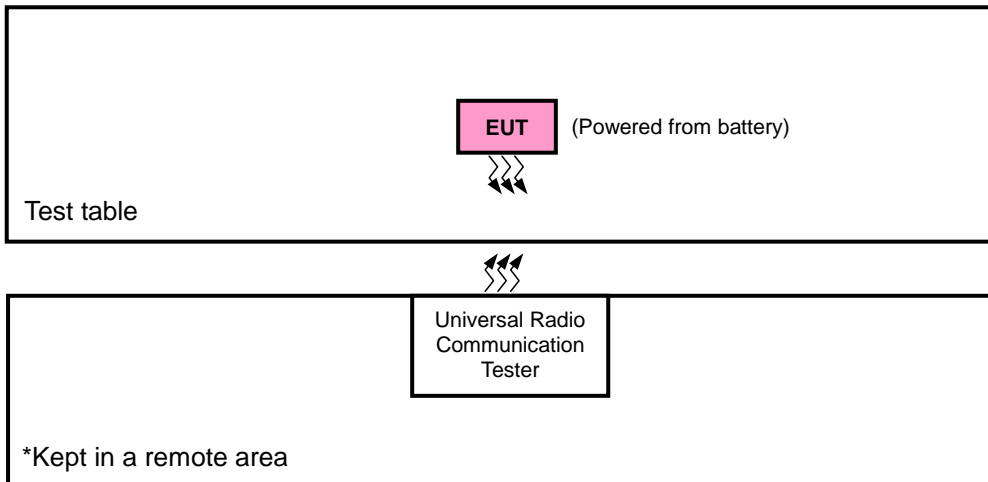 EUT
(Powered from battery)
Test table
Universal Radio
Communication
Tester
*Kept in a remote area